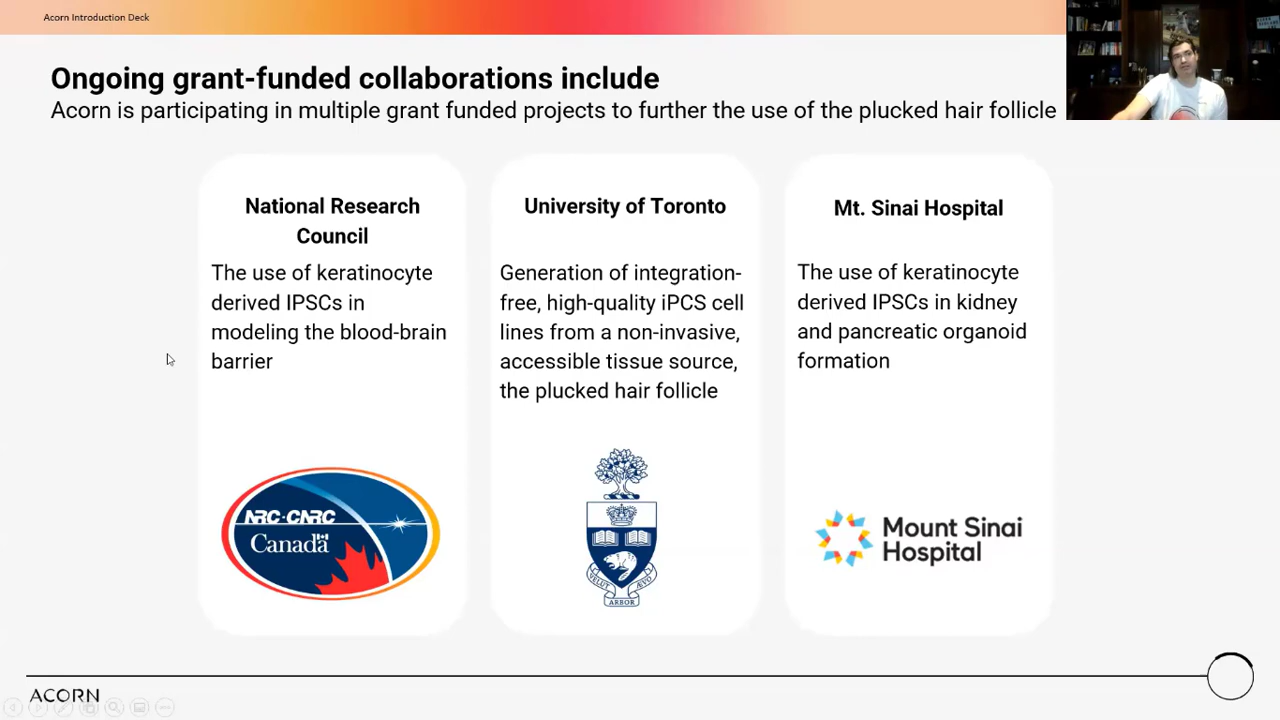 Acorn Introduction Deck
Ongoing grant-funded collaborations include
Acorn is participating in multiple grant funded projects to further the use of the plucked hair follicle
National Research
Council
The use of keratinocyte
derived IPSCs in
modeling the blood-brain
barrier
NRC·CNRC
Canada
University of Toronto
Generation of integration-
free, high-quality iPCS cell
lines from a non-invasive,
accessible tissue source,
the plucked hair follicle
VELUT ÆVO
ARBOR
Mt. Sinai Hospital
The use of keratinocyte
derived IPSCs in kidney
and pancreatic organoid
formation
Mount Sinai
Hospital
ACORN